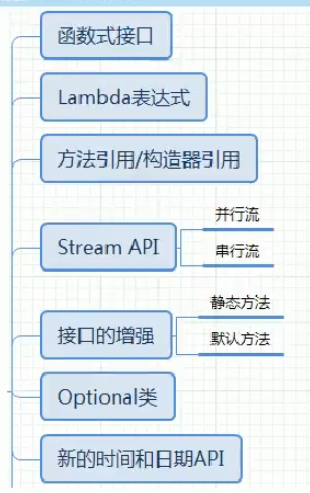 函数式接口
Lambda表达式
方法引用/构造器引用
Stream API
并行流
串行流
接口的增强
静态方法
默认方法
Optional类
新的时间和日期API